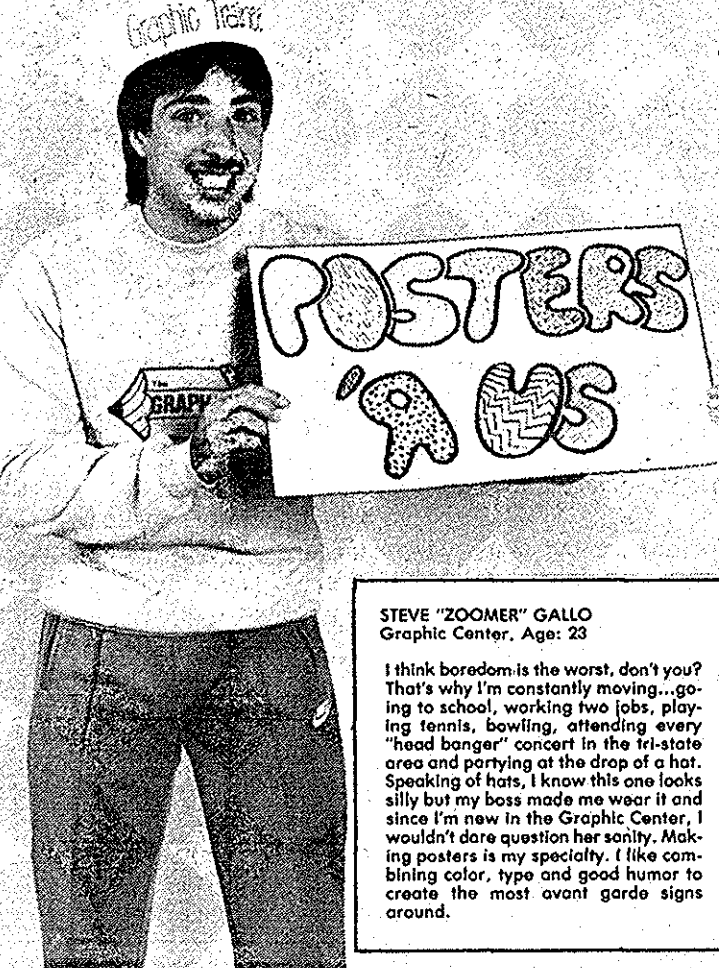 Graphic Trainee
POSTERS
'R US
The
GRAPH
STEVE "ZOOMER" GALLO
Graphic Center, Age: 23
I think boredom is the worst, don't you?
That's why I'm constantly moving...go-
ing to school, working two jobs, play-
ing tennis, bowling, attending every
"head banger" concert in the tri-state
area and partying at the drop of a hat.
Speaking of hats, I know this one looks
silly but my boss made me wear it and
since I'm new in the Graphic Center, I
wouldn't dare question her sanity. Mak-
ing posters is my specialty. I like com-
bining color, type and good humor to
create the most avant garde signs
around.